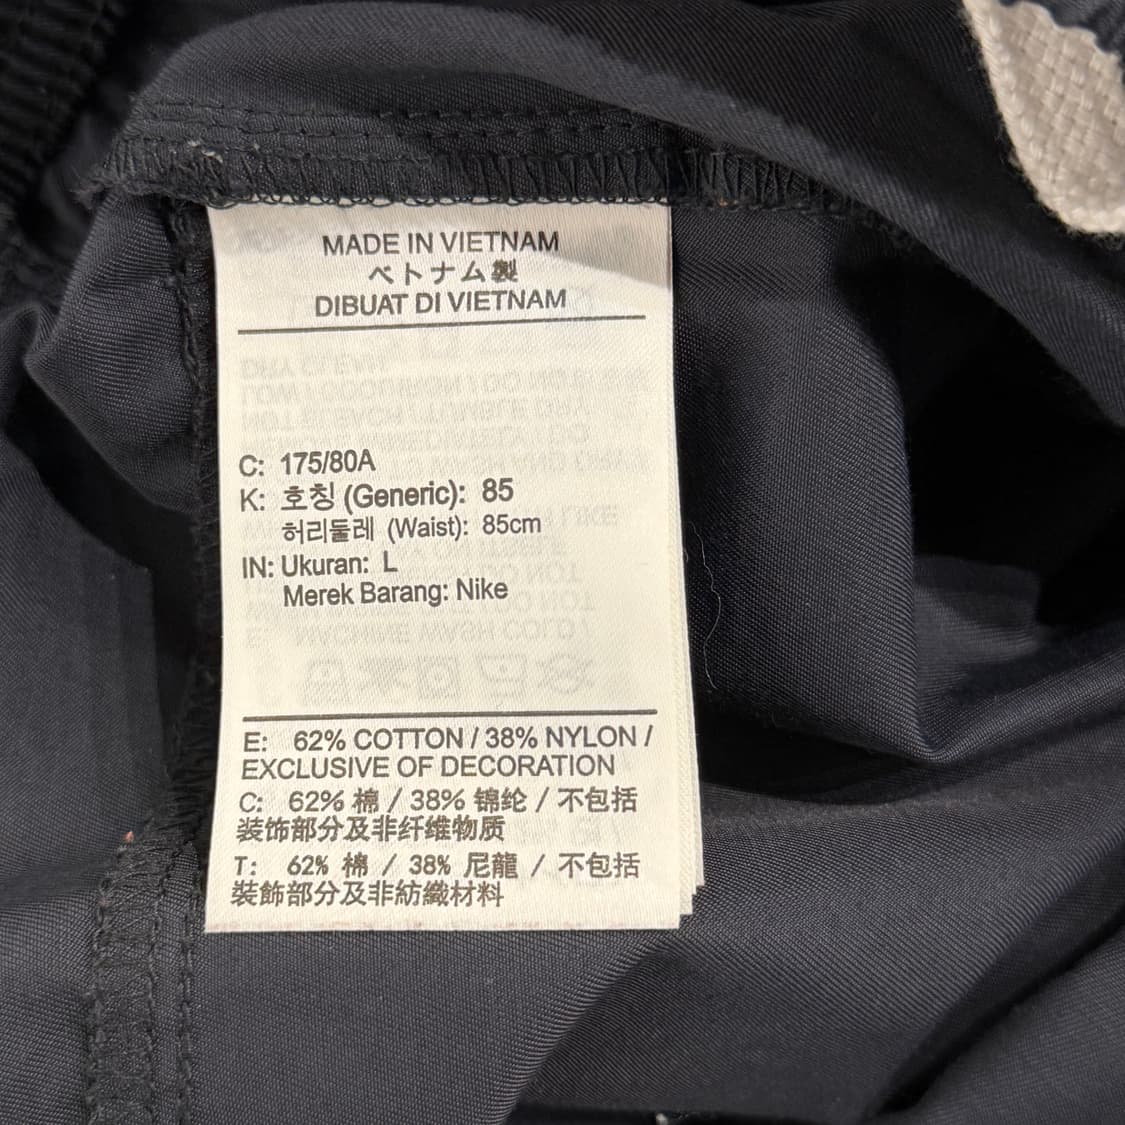 MADE IN VIETNAM
ベトナム製
DIBUAT DI VIETNAM
C: 175/80A
K: 호칭 (Generic): 85
허리둘레 (Waist): 85cm
IN: Ukuran: L
Merek Barang: Nike
E: 62% COTTON / 38% NYLON /
EXCLUSIVE OF DECORATION
C: 62% 棉 / 38% 锦纶 / 不包括
装饰部分及非纤维物质
T: 62% 棉 / 38% 尼龍 / 不包括
裝飾部分及非紡織材料